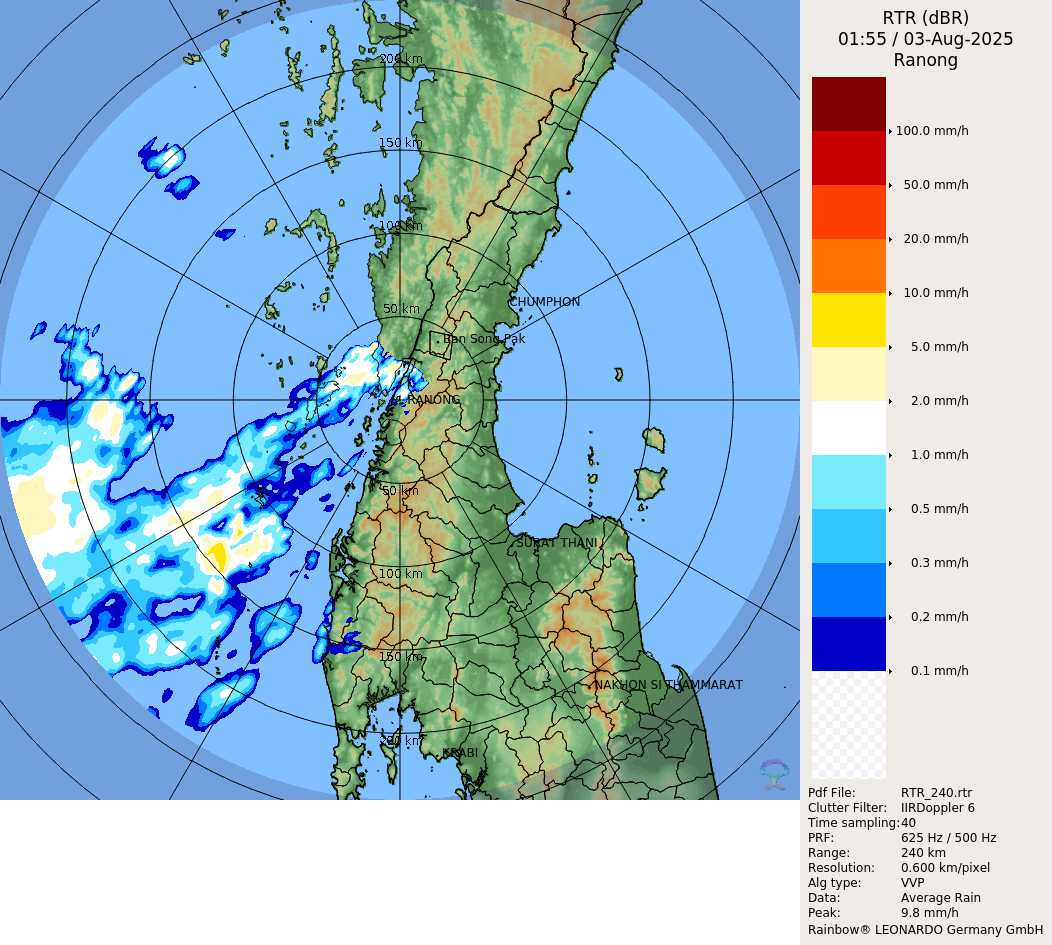 RTR (dBR)
01:55 / 03-Aug-2025
Ranong
200 km
150 km
100 km
50 km
CHUMPHON
Ban Song Pak
RANONG
50 km
SURAT THANI
100 km
150 km
NAKHON SI THAMMARAT
200 km
KRABI
100.0 mm/h
50.0 mm/h
20.0 mm/h
10.0 mm/h
5.0 mm/h
2.0 mm/h
1.0 mm/h
0.5 mm/h
0.3 mm/h
0.2 mm/h
0.1 mm/h
Pdf File: RTR_240.rtr
Clutter Filter: IIRDoppler 6
Time sampling:40
PRF: 625 Hz / 500 Hz
Range: 240 km
Resolution: 0.600 km/pixel
Alg type: VVP
Data: Average Rain
Peak: 9.8 mm/h
Rainbow® LEONARDO Germany GmbH